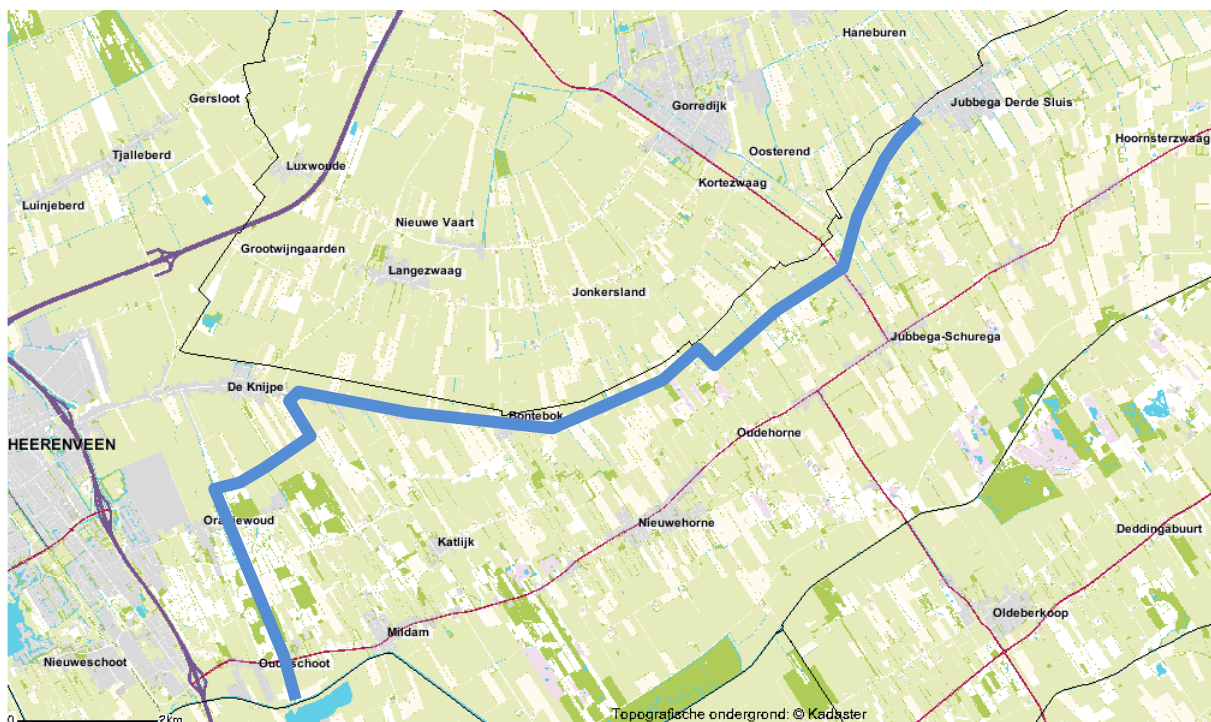 Haneburen
Gersloot
Gorredijk
Jubbega Derde Sluis
Tjalleberd
Luxwoude
Oosterend
Hoornsterzwaag
Kortezwaag
Luinjeberd
Nieuwe Vaart
Grootwijngaarden
Langezwaag
Jonkersland
Jubbega-Schurega
De Knijpe
Bontebok
HEERENVEEN
Oudehorne
Oranjewoud
Nieuwehorne
Katlijk
Deddingabuurt
Oldeberkoop
Mildam
Nieuweschoot
Oudeschoot
0 2km
Topografische ondergrond: © Kadaster